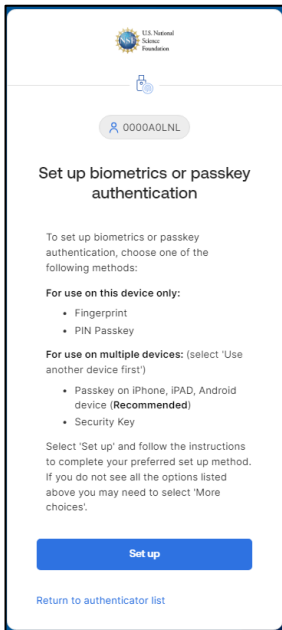 NSF
U.S. National
Science
Foundation
0000A0LNL
Set up biometrics or passkey
authentication
To set up biometrics or passkey
authentication, choose one of the
following methods:
For use on this device only:
• Fingerprint
• PIN Passkey
For use on multiple devices: (select 'Use
another device first')
• Passkey on iPhone, iPAD, Android
device (Recommended)
• Security Key
Select 'Set up' and follow the instructions
to complete your preferred set up method.
If you do not see all the options listed
above you may need to select 'More
choices'.
Set up
Return to authenticator list